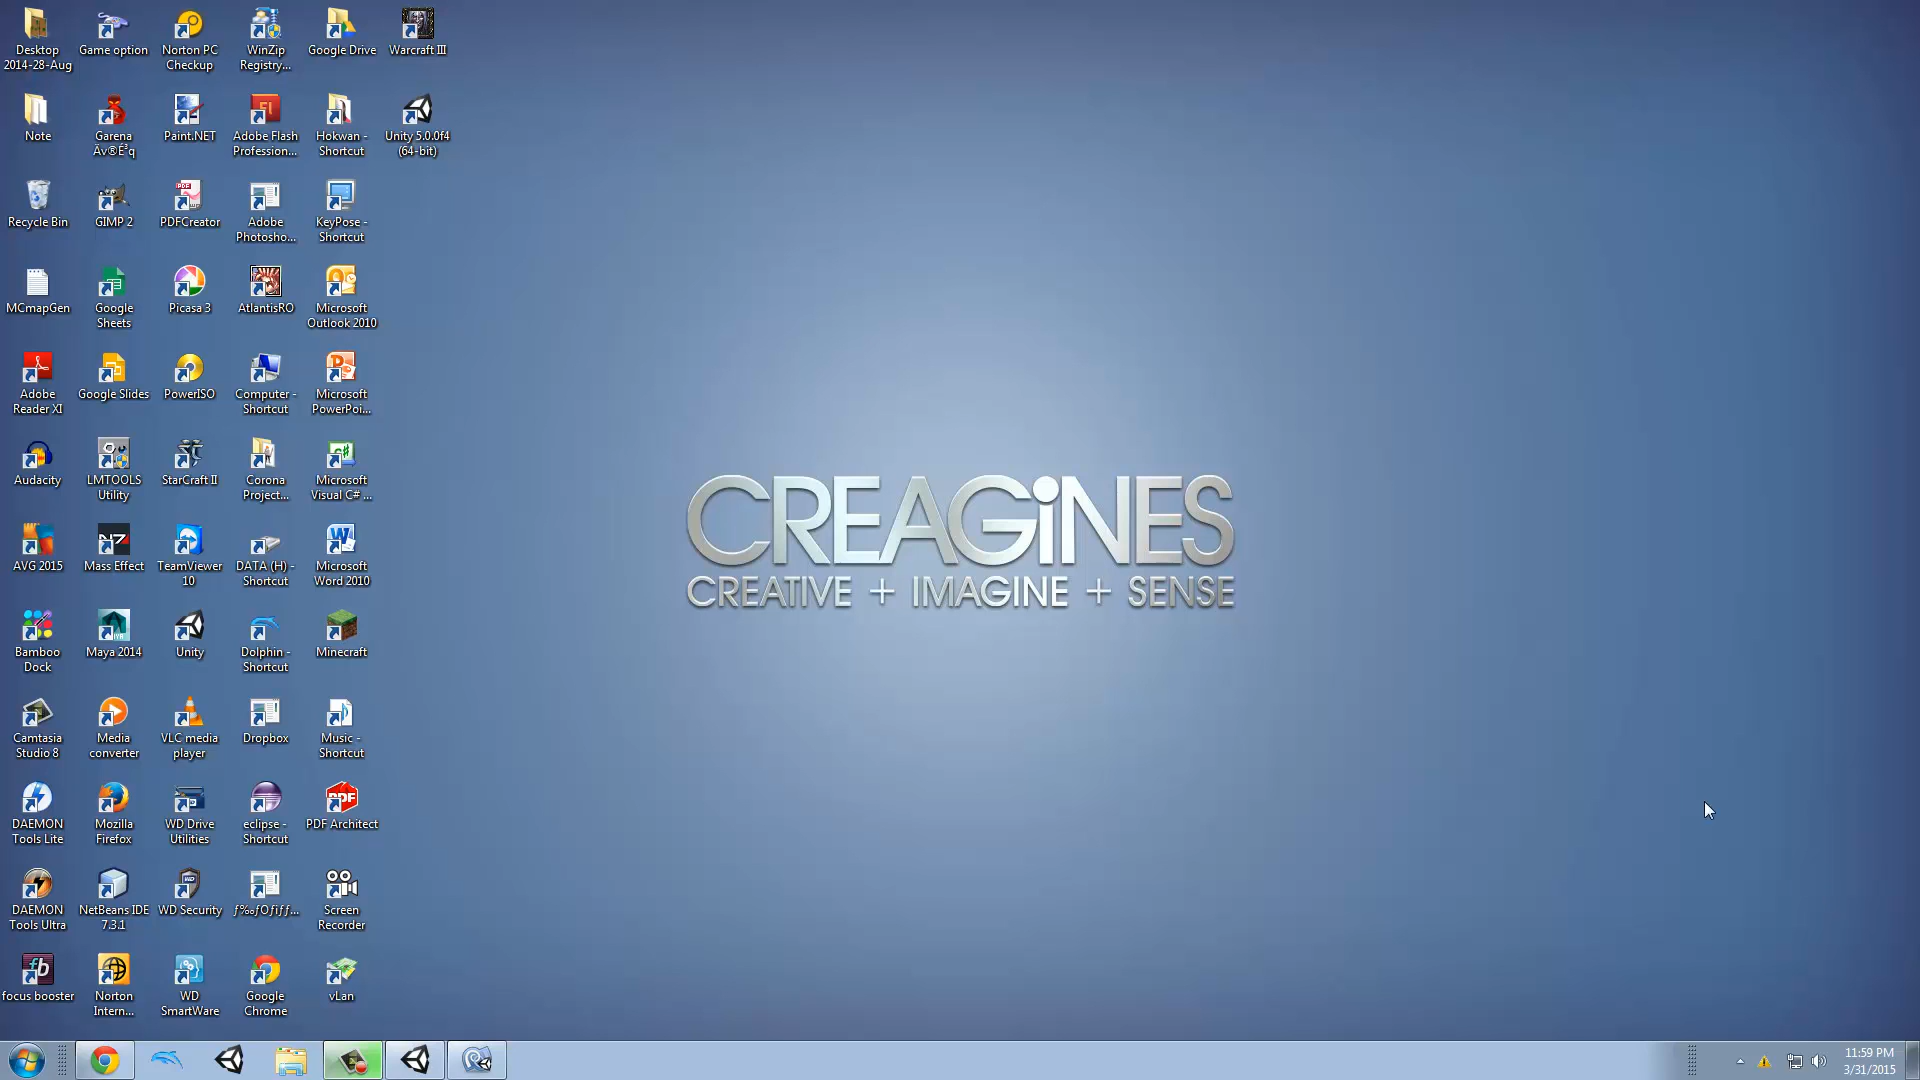 Desktop
2014-28-Aug
Game option
Norton PC
Checkup
WinZip
Registry...
Google Drive
Warcraft III
Note
Garena
Äv®É³q
Paint.NET
Adobe Flash
Profession...
Hokwan -
Shortcut
Unity 5.0.0f4
(64-bit)
Recycle Bin
GIMP 2
PDFCreator
Adobe
Photosho...
KeyPose -
Shortcut
MCmapGen
Google
Sheets
Picasa 3
AtlantisRO
Microsoft
Outlook 2010
Adobe
Reader XI
Google Slides
PowerISO
Computer -
Shortcut
Microsoft
PowerPoi...
Audacity
LMTOOLS
Utility
StarCraft II
Corona
Project...
Microsoft
Visual C# ...
AVG 2015
Mass Effect
TeamViewer
10
DATA (H) -
Shortcut
Microsoft
Word 2010
Bamboo
Dock
Maya 2014
Unity
Dolphin -
Shortcut
Minecraft
Camtasia
Studio 8
Media
converter
VLC media
player
Dropbox
Music -
Shortcut
DAEMON
Tools Lite
Mozilla
Firefox
WD Drive
Utilities
eclipse -
Shortcut
PDF Architect
DAEMON
Tools Ultra
NetBeans IDE
7.3.1
WD Security
Screen
Recorder
focus booster
Norton
Intern...
WD
SmartWare
Google
Chrome
vLan
CREAGiNES
CREATIVE + IMAGINE + SENSE
11:59 PM
3/31/2015